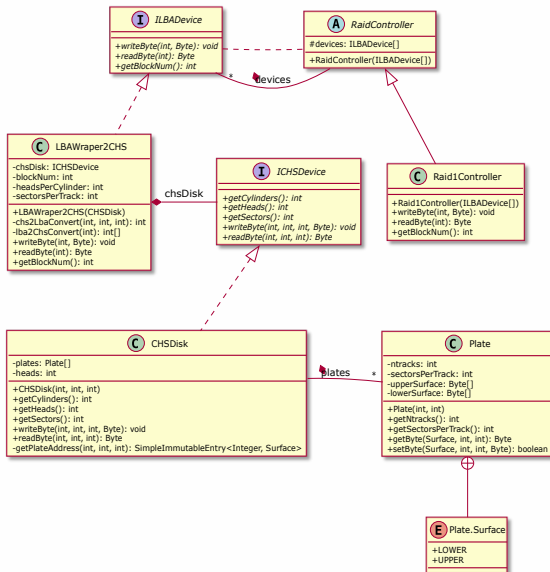 I ILBADevice
+writeByte(int, Byte): void
+readByte(int): Byte
+getBlockNum(): int
A RaidController
#devices: ILBADevice[]
+RaidController(ILBADevice[])
* devices
C LBAWraper2CHS
-chsDisk: ICHSDevice
-blockNum: int
-headsPerCylinder: int
-sectorsPerTrack: int
+LBAWraper2CHS(CHSDisk)
-chs2LbaConvert(int, int, int): int
-lba2ChsConvert(int): int[]
+writeByte(int, Byte): void
+readByte(int): Byte
+getBlockNum(): int
chsDisk
I ICHSDevice
+getCylinders(): int
+getHeads(): int
+getSectors(): int
+writeByte(int, int, int, Byte): void
+readByte(int, int, int): Byte
C Raid1Controller
+Raid1Controller(ILBADevice[])
+writeByte(int, Byte): void
+readByte(int): Byte
+getBlockNum(): int
C CHSDisk
-plates: Plate[]
-heads: int
+CHSDisk(int, int, int)
+getCylinders(): int
+getHeads(): int
+getSectors(): int
+writeByte(int, int, int, Byte): void
+readByte(int, int, int): Byte
-getPlateAddress(int, int, int): SimpleImmutableEntry<Integer, Surface>
plates *
C Plate
-ntracks: int
-sectorsPerTrack: int
-upperSurface: Byte[]
-lowerSurface: Byte[]
+Plate(int, int)
+getNtracks(): int
+getSectorsPerTrack(): int
+getByte(Surface, int, int): Byte
+setByte(Surface, int, int, Byte): boolean
E Plate.Surface
+LOWER
+UPPER